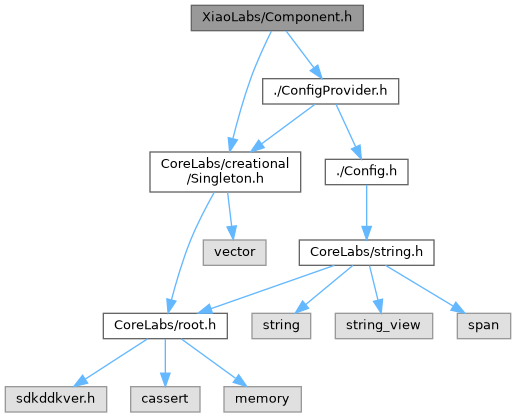 XiaoLabs/Component.h
./ConfigProvider.h
CoreLabs/creational
/Singleton.h
./Config.h
vector
CoreLabs/string.h
CoreLabs/root.h
string
string_view
span
sdkddkver.h
cassert
memory